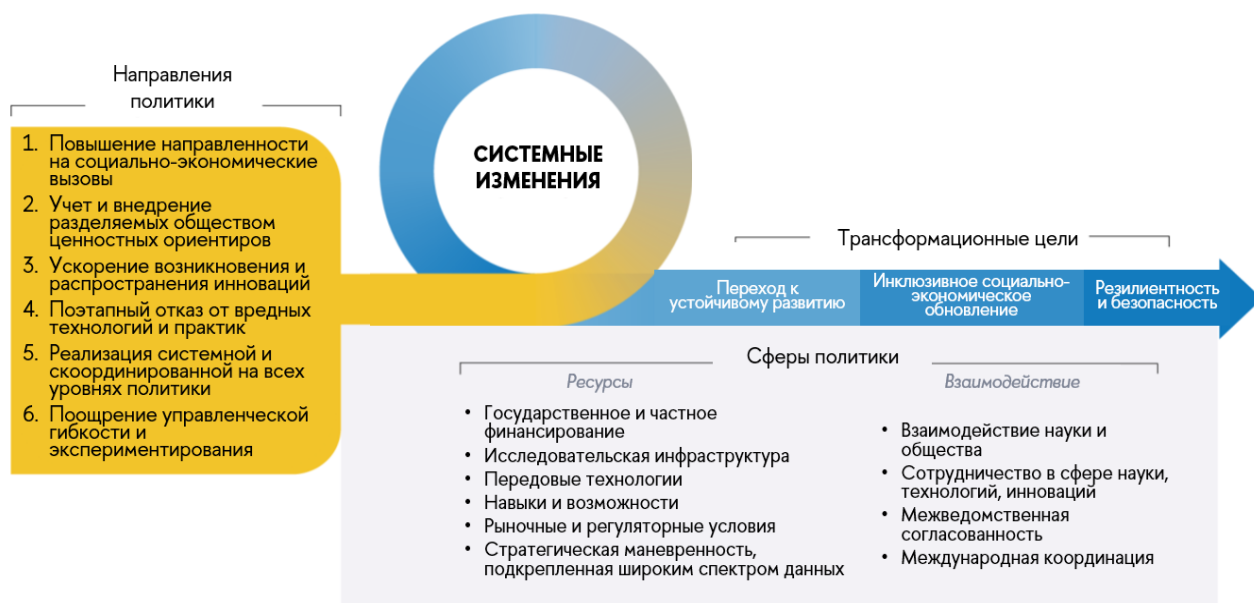 Направления
политики
1. Повышение направленности
на социально-экономические
вызовы
2. Учет и внедрение
разделяемых обществом
ценностных ориентиров
3. Ускорение возникновения и
распространения инноваций
4. Поэтапный отказ от вредных
технологий и практик
5. Реализация системной и
скоординированной на всех
уровнях политики
6. Поощрение управленческой
гибкости и
экспериментирования
СИСТЕМНЫЕ
ИЗМЕНЕНИЯ
Трансформационные цели
Переход к
устойчивому развитию
Инклюзивное социально-
экономическое
обновление
Резилиентность
и безопасность
Сферы политики
Ресурсы
• Государственное и частное
финансирование
• Исследовательская инфраструктура
• Передовые технологии
• Навыки и возможности
• Рыночные и регуляторные условия
• Стратегическая маневренность,
подкрепленная широким спектром данных
Взаимодействие
• Взаимодействие науки и
общества
• Сотрудничество в сфере науки,
технологий, инноваций
• Межведомственная
согласованность
• Международная координация